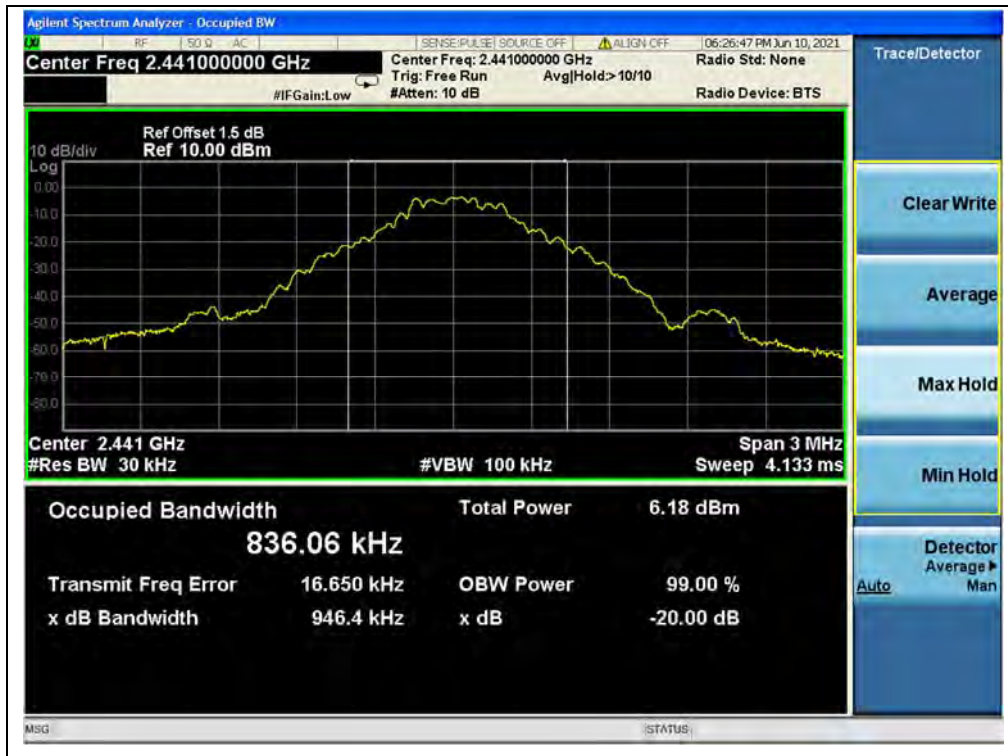 Agilent Spectrum Analyzer - Occupied BW
LXI RF 50 Ω AC SENSE:PULSE SOURCE OFF ALIGN OFF 06:26:47 PM Jun 10, 2021
Center Freq 2.441000000 GHz Center Freq: 2.441000000 GHz Radio Std: None
Trig: Free Run Avg|Hold:> 10/10
#IFGain:Low #Atten: 10 dB Radio Device: BTS
Ref Offset 1.5 dB
10 dB/div Ref 10.00 dBm
Log
0.00
-10.0
-20.0
-30.0
-40.0
-50.0
-60.0
-70.0
-80.0
Center 2.441 GHz Span 3 MHz
#Res BW 30 kHz #VBW 100 kHz Sweep 4.133 ms
Occupied Bandwidth Total Power 6.18 dBm
836.06 kHz
Transmit Freq Error 16.650 kHz OBW Power 99.00 %
x dB Bandwidth 946.4 kHz x dB -20.00 dB
MSG STATUS
Trace/Detector
Clear Write
Average
Max Hold
Min Hold
Detector
Average
Auto Man